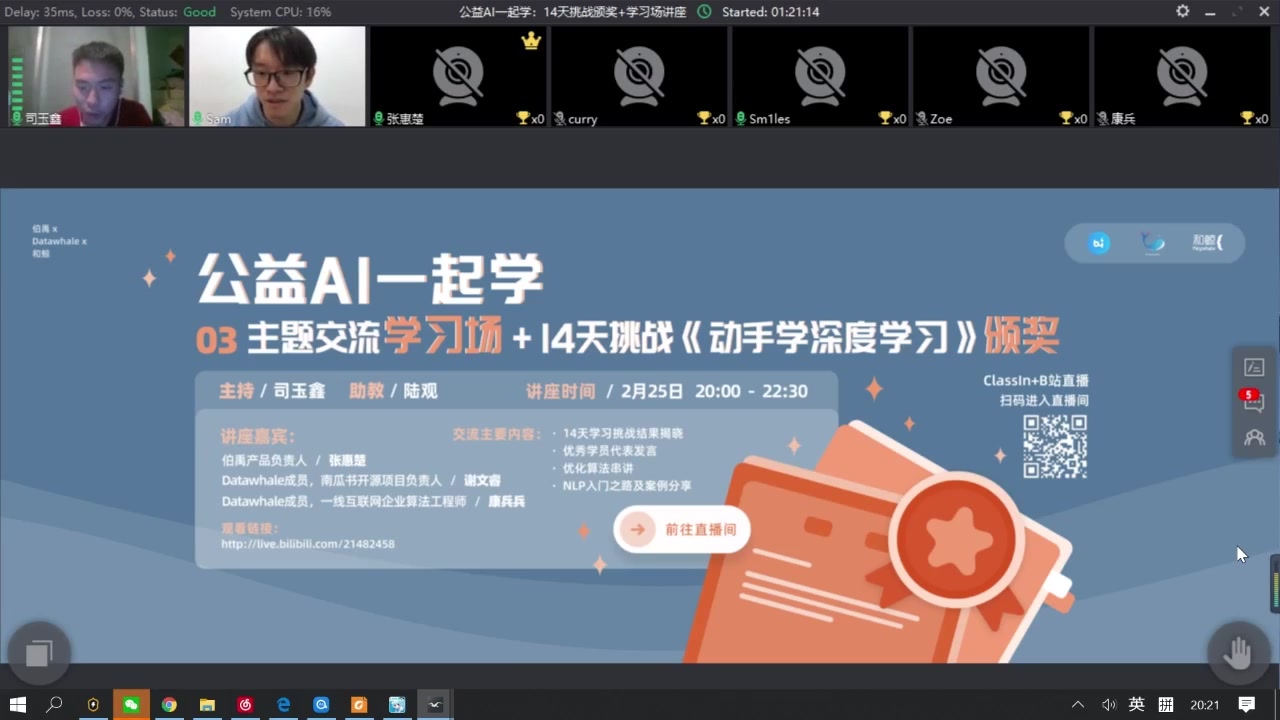 Delay: 35ms, Loss: 0%, Status: Good System CPU: 16% 公益AI一起学：14天挑战颁奖+学习场讲座 Started: 01:21:14
司玉鑫 Sam 张惠楚 x0 curry x0 Sm1les x0 Zoe x0 康兵 x0
伯禹 x
Datawhale x
和鲸
bi 和鲸
公益AI一起学
03 主题交流学习场 + 14天挑战《动手学深度学习》颁奖
主持 / 司玉鑫 助教 / 陆观 讲座时间 / 2月25日 20:00 - 22:30
ClassIn+B站直播
扫码进入直播间
讲座嘉宾：
伯禹产品负责人 / 张惠楚
Datawhale成员，南瓜书开源项目负责人 / 谢文睿
Datawhale成员，一线互联网企业算法工程师 / 康兵兵
观看链接：
http://live.bilibili.com/21482458
交流主要内容：
· 14天学习挑战结果揭晓
· 优秀学员代表发言
· 优化算法串讲
· NLP入门之路及案例分享
前往直播间
5
英 拼 20:21